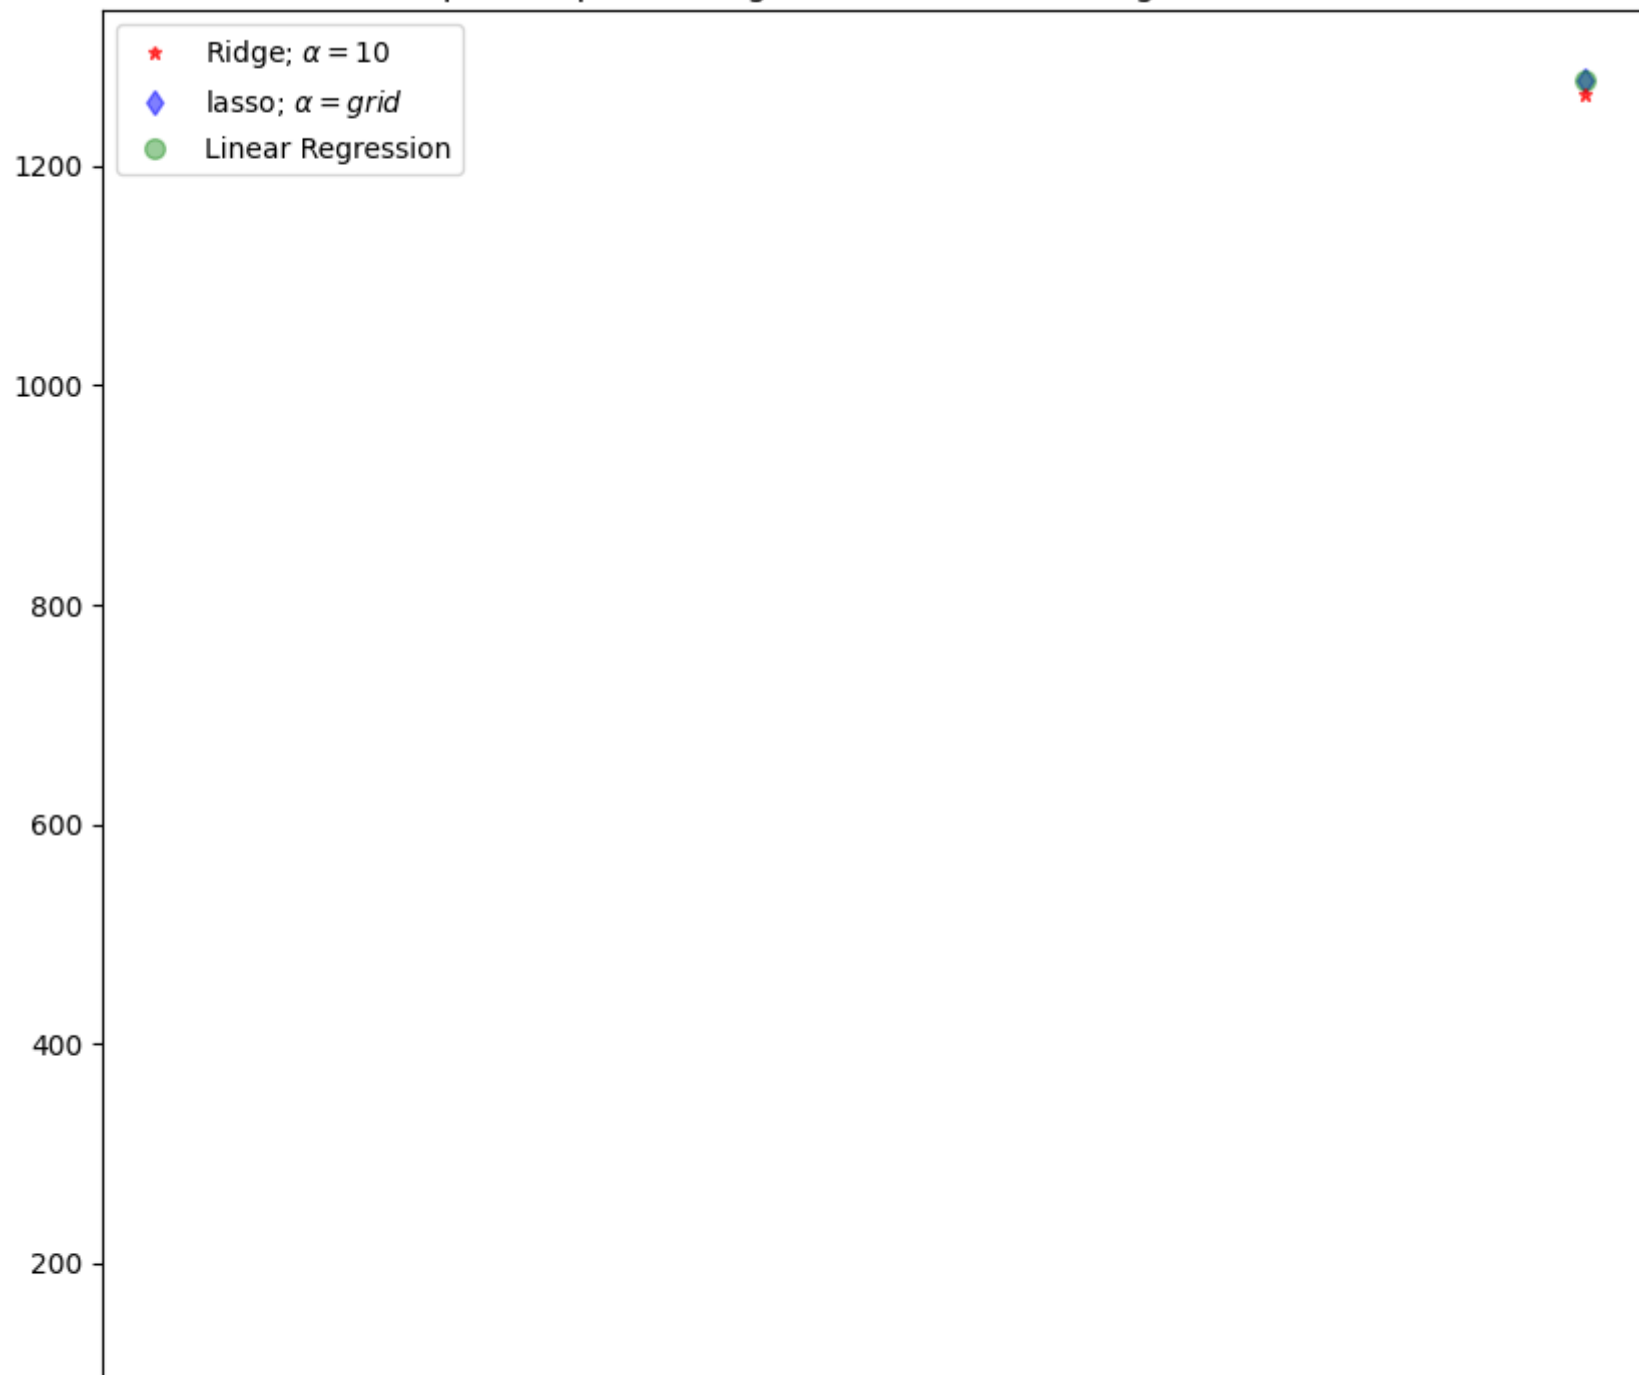 Ridge; α = 10
lasso; α = grid
Linear Regression
1200
1000
800
600
400
200